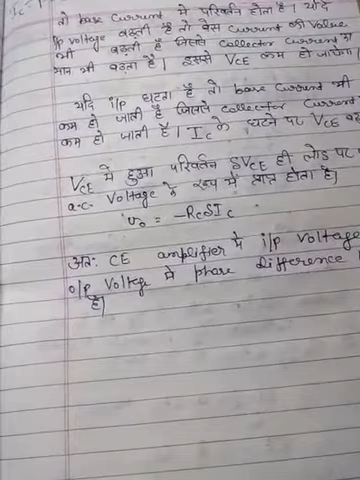 तो base current में परिवर्तन होता है। यदि
i/p voltage बढ़ती है तो बेस current की value
भी बढ़ती है जिससे collector current का
मान भी बढ़ता है। इससे VCE कम हो जायेगा।
यदि i/p घटता है तो base current भी
कम हो जाती है जिससे collector current
कम हो जाती है। Ic के घटने पर VCE
VCE में हुआ परिवर्तन SVCE ही लोड पर
a.c. voltage के रूप में प्राप्त होता है।
v₀ = -RcδIc
अतः CE amplifier में i/p voltage
o/p voltage में phase difference
है।